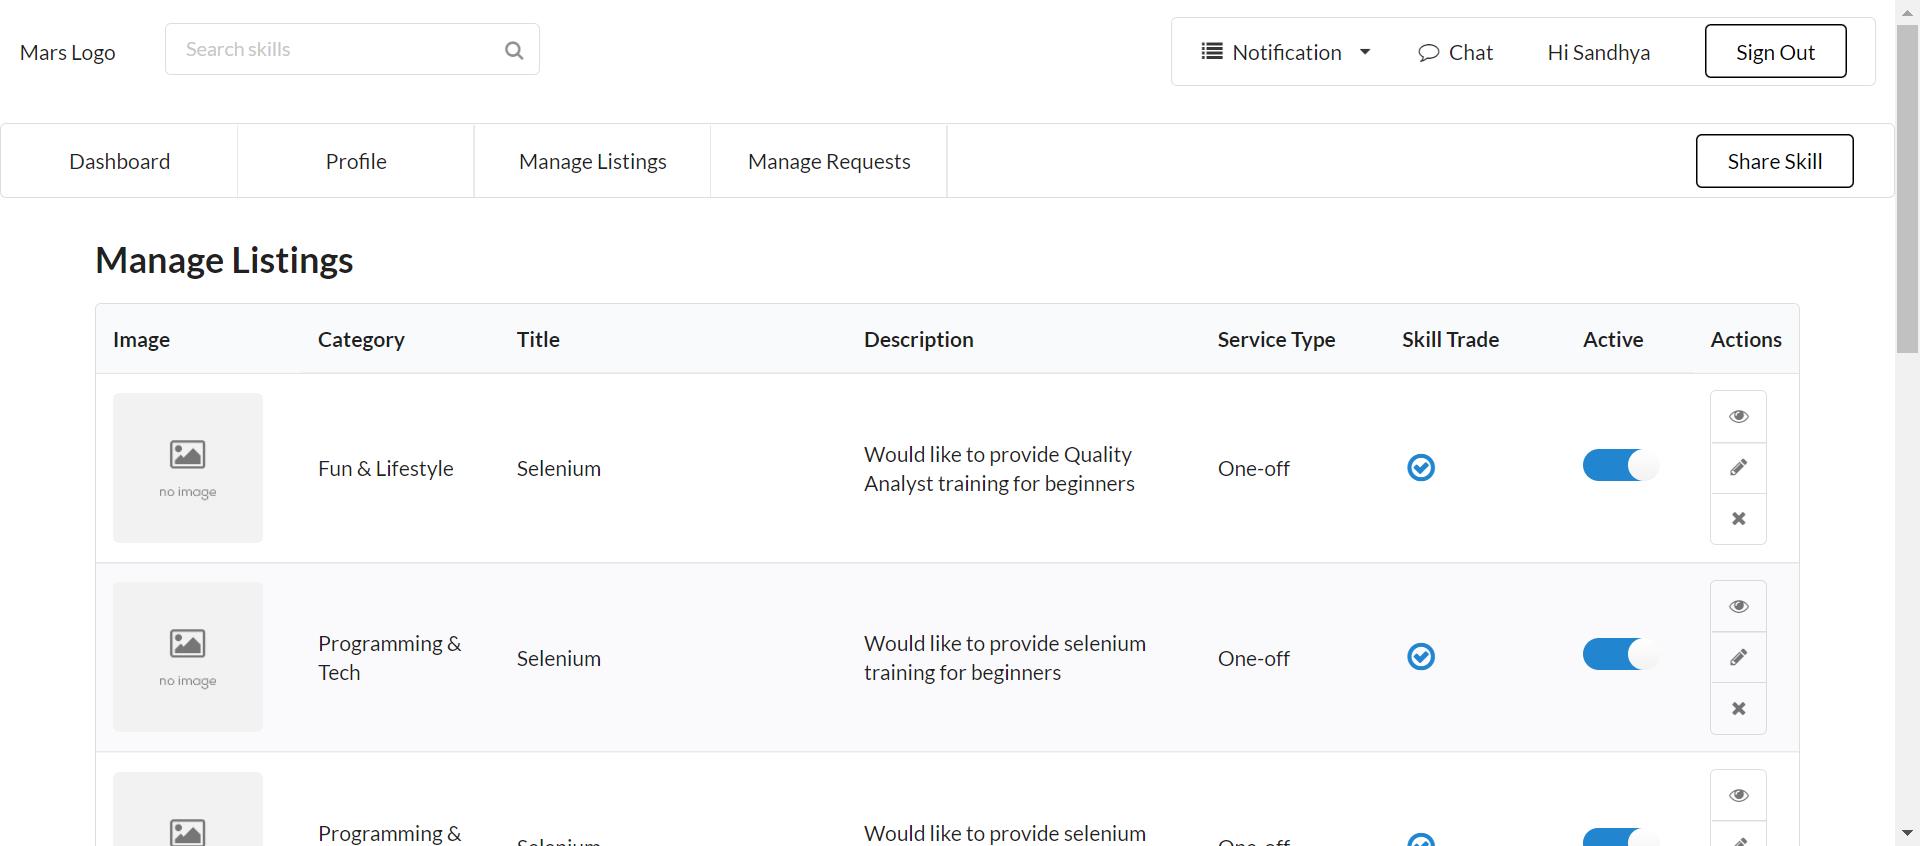 Mars Logo
Search skills
Notification
Chat
Hi Sandhya
Sign Out
Dashboard
Profile
Manage Listings
Manage Requests
Share Skill
Manage Listings
Image Category Title Description Service Type Skill Trade Active Actions
no image
Fun & Lifestyle
Selenium
Would like to provide Quality
Analyst training for beginners
One-off
no image
Programming &
Tech
Selenium
Would like to provide selenium
training for beginners
One-off
Programming &
Selenium
Would like to provide selenium
One-off